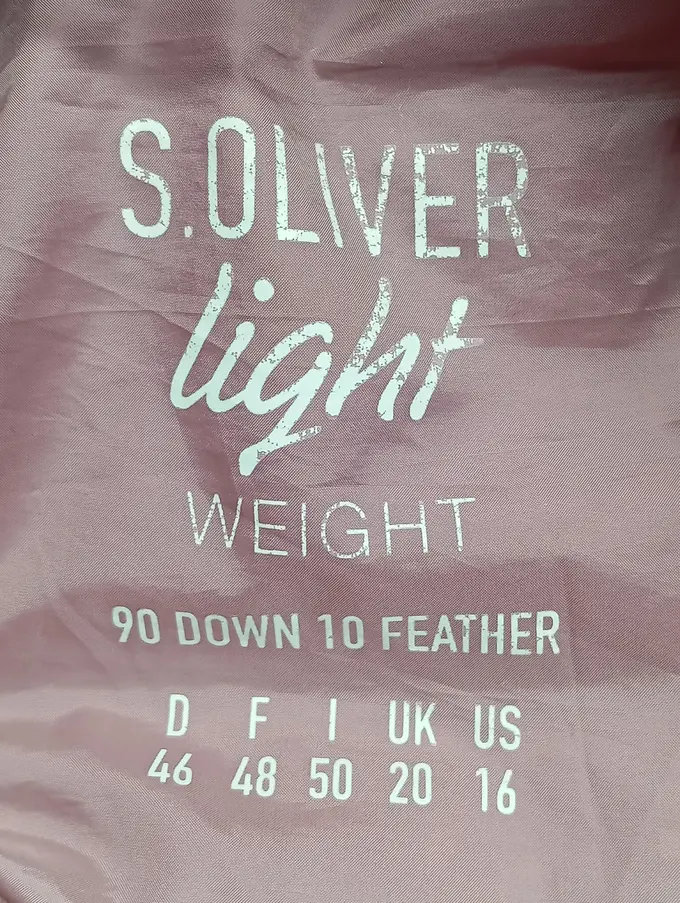 S.OLIVER
light
WEIGHT
90 DOWN 10 FEATHER
D F I UK US
46 48 50 20 16